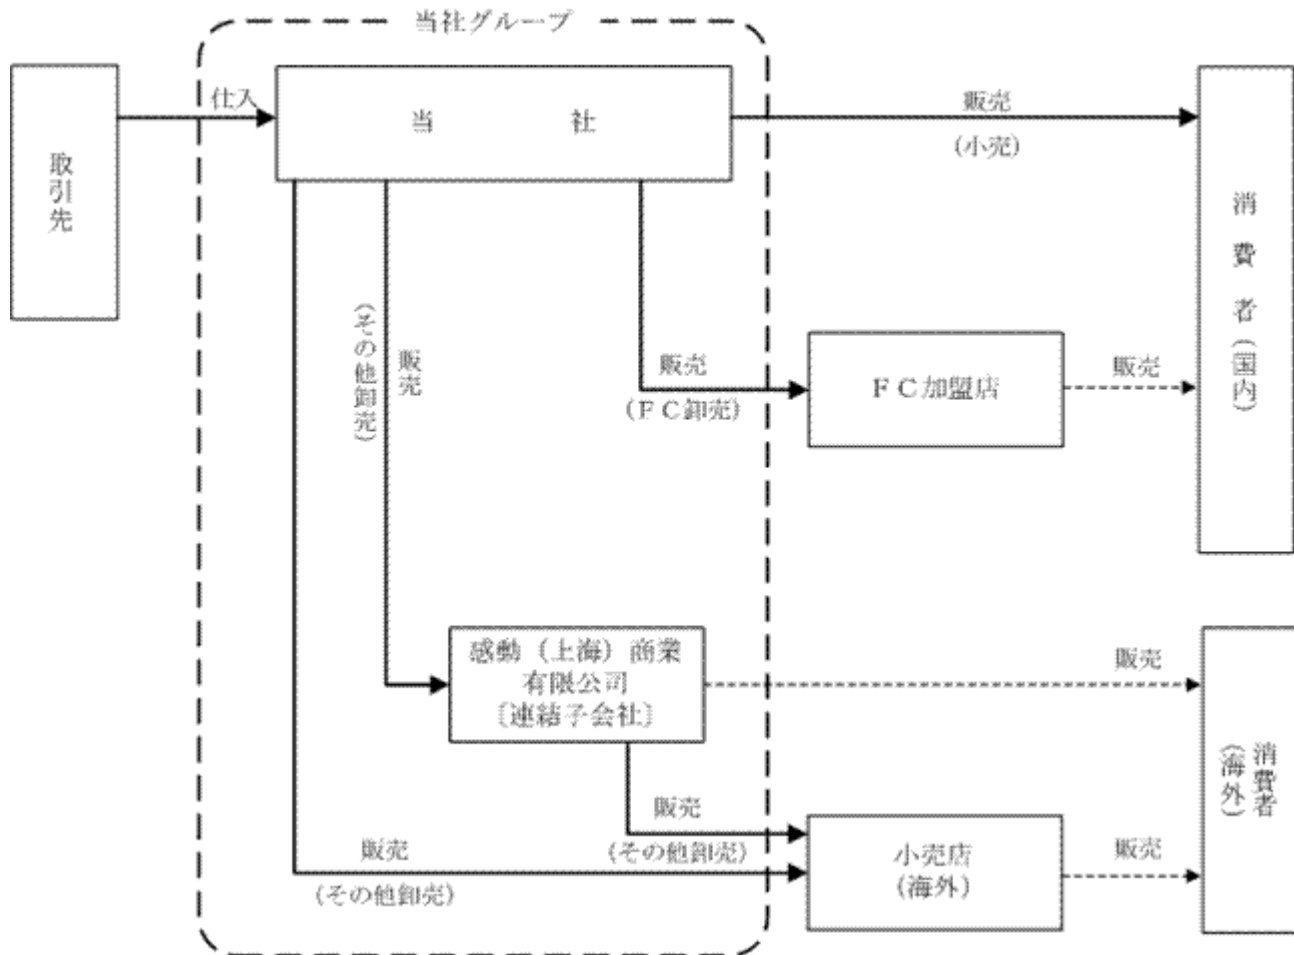 当社グループ
取引先
仕入
当　　　社
販売
(小売)
消費者(国内)
販売
(その他卸売)
販売
(ＦＣ卸売)
ＦＣ加盟店
販売
感動（上海）商業
有限公司
〔連結子会社〕
販売
消費者
(海外)
販売
(その他卸売)
販売
(その他卸売)
小売店
(海外)
販売